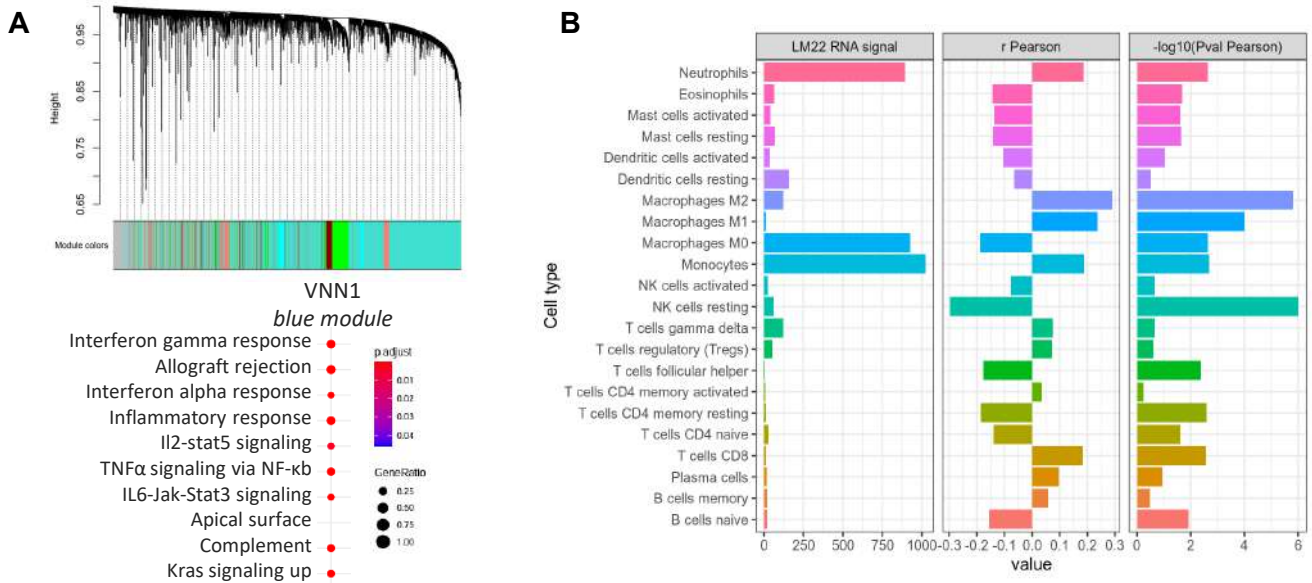 A
0.95
0.85
0.75
0.65
Height
Module colors
VNN1
blue module
Interferon gamma response
Allograft rejection
Interferon alpha response
Inflammatory response
Il2-stat5 signaling
TNFα signaling via NF-κb
IL6-Jak-Stat3 signaling
Apical surface
Complement
Kras signaling up
p.adjust
0.01
0.02
0.03
0.04
GeneRatio
0.25
0.50
0.75
1.00
B
LM22 RNA signal
r Pearson
-log10(Pval Pearson)
Cell type
Neutrophils
Eosinophils
Mast cells activated
Mast cells resting
Dendritic cells activated
Dendritic cells resting
Macrophages M2
Macrophages M1
Macrophages M0
Monocytes
NK cells activated
NK cells resting
T cells gamma delta
T cells regulatory (Tregs)
T cells follicular helper
T cells CD4 memory activated
T cells CD4 memory resting
T cells CD4 naive
T cells CD8
Plasma cells
B cells memory
B cells naive
0 250 500 750 1000
-0.3 -0.2 -0.1 0.0 0.1 0.2 0.3
0 2 4 6
value